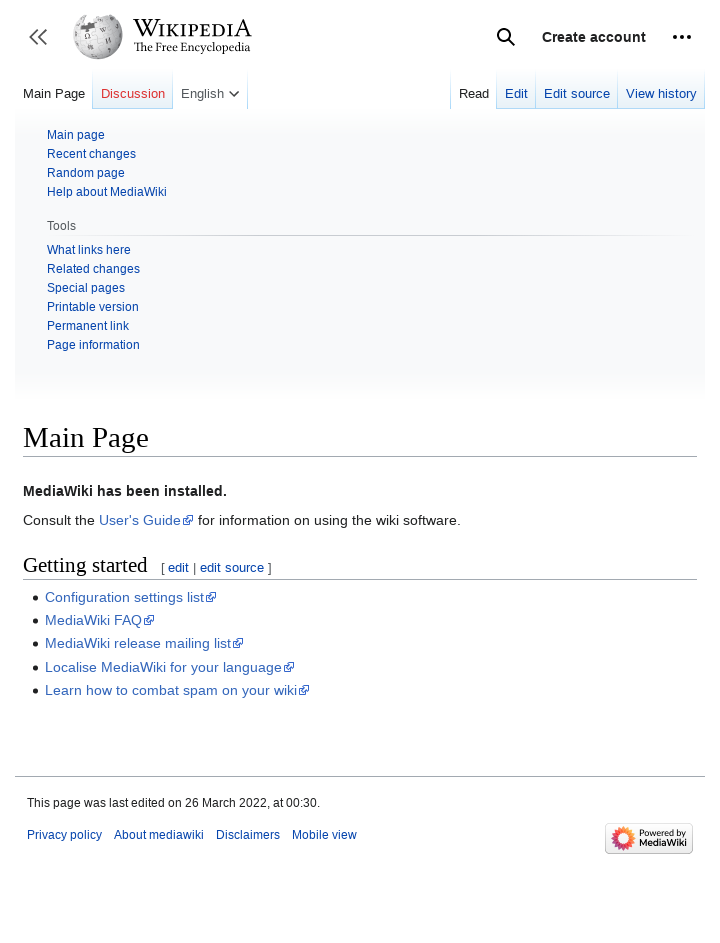 WIKIPEDIA
The Free Encyclopedia
Create account
Main Page Discussion English Read Edit Edit source View history
Main page
Recent changes
Random page
Help about MediaWiki
Tools
What links here
Related changes
Special pages
Printable version
Permanent link
Page information
Main Page
MediaWiki has been installed.
Consult the User's Guide for information on using the wiki software.
Getting started [ edit | edit source ]
Configuration settings list
MediaWiki FAQ
MediaWiki release mailing list
Localise MediaWiki for your language
Learn how to combat spam on your wiki
This page was last edited on 26 March 2022, at 00:30.
Privacy policy About mediawiki Disclaimers Mobile view
Powered by
MediaWiki